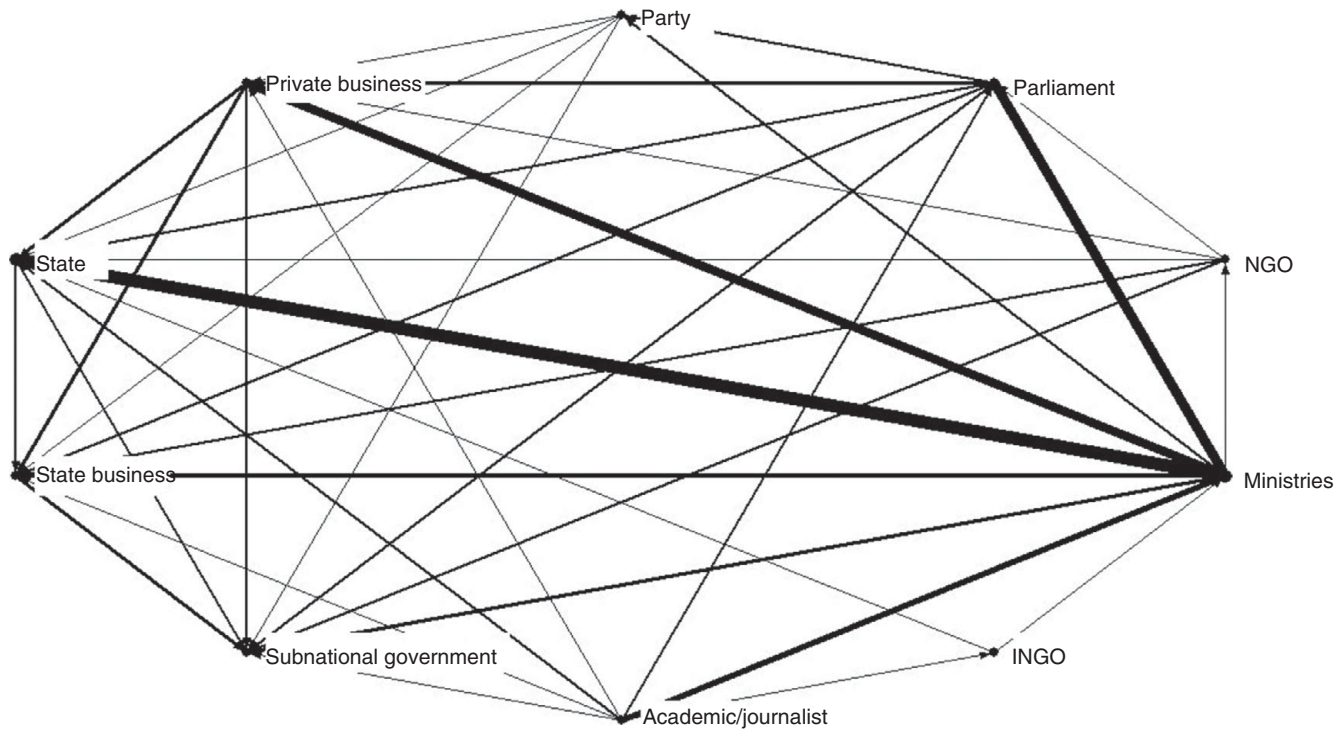 Party
Private business
Parliament
State
NGO
State business
Ministries
Subnational government
INGO
Academic/journalist